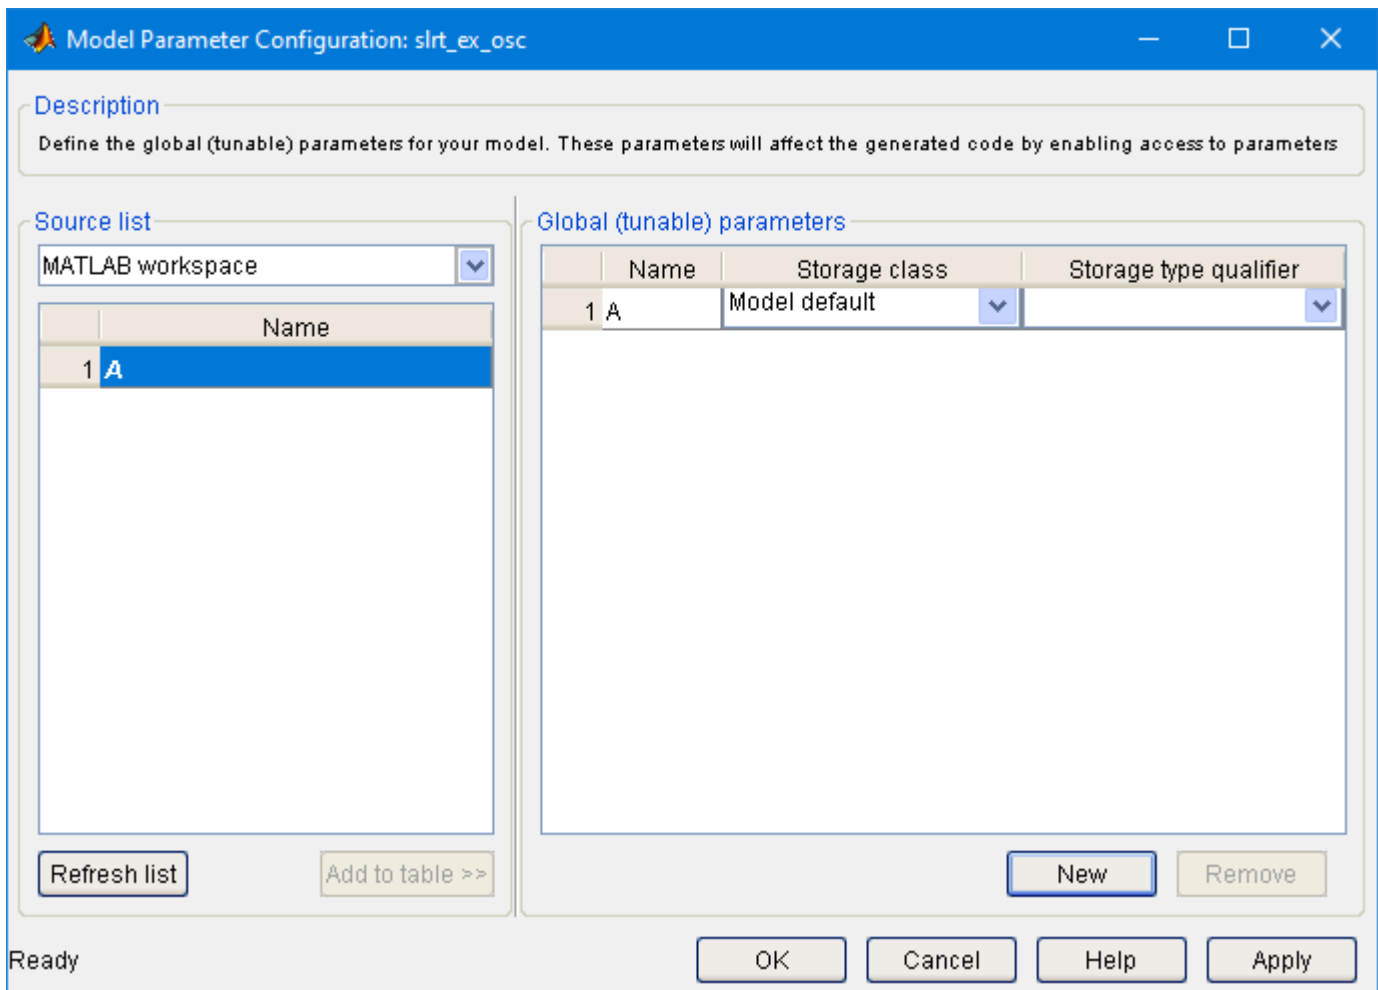 Model Parameter Configuration: slrt_ex_osc
Description
Define the global (tunable) parameters for your model. These parameters will affect the generated code by enabling access to parameters
Source list
MATLAB workspace
Name
1 A
Refresh list
Add to table >>
Global (tunable) parameters
Name Storage class Storage type qualifier
1 A Model default
New
Remove
Ready
OK
Cancel
Help
Apply